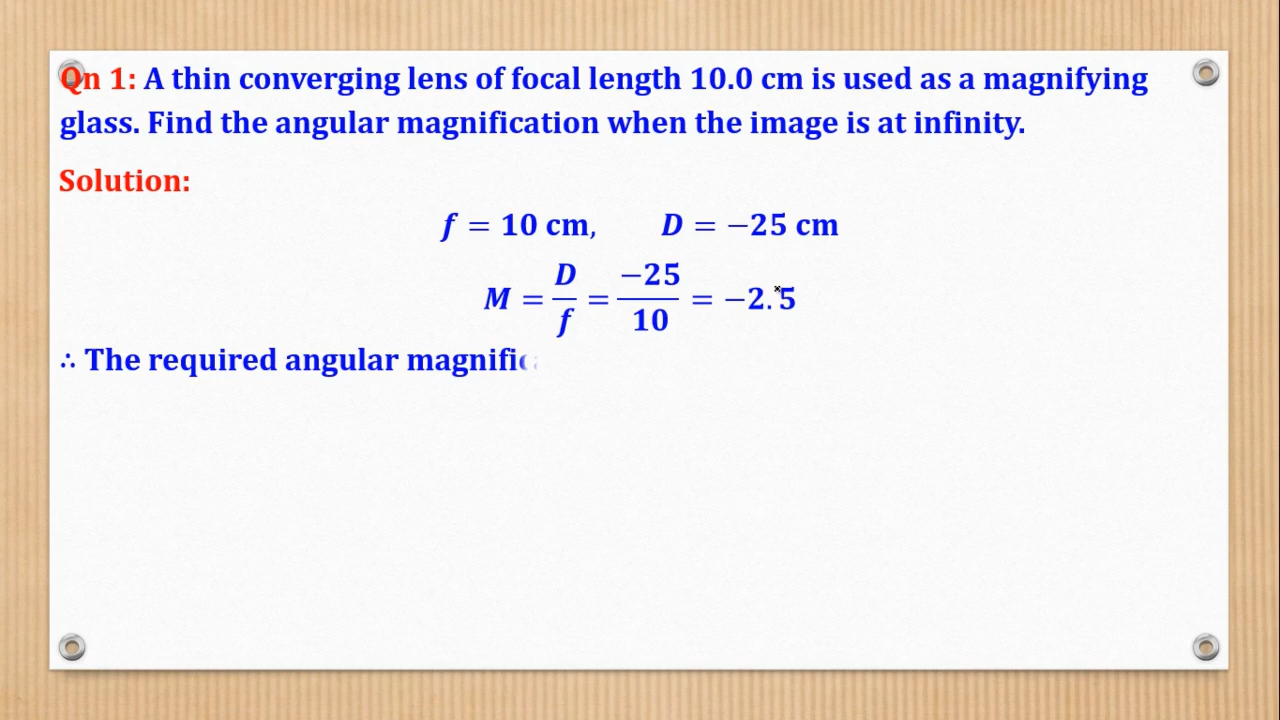 Qn 1: A thin converging lens of focal length 10.0 cm is used as a magnifying
glass. Find the angular magnification when the image is at infinity.
Solution:
f = 10 cm,    D = −25 cm
M = D/f = −25/10 = −2.5
∴ The required angular